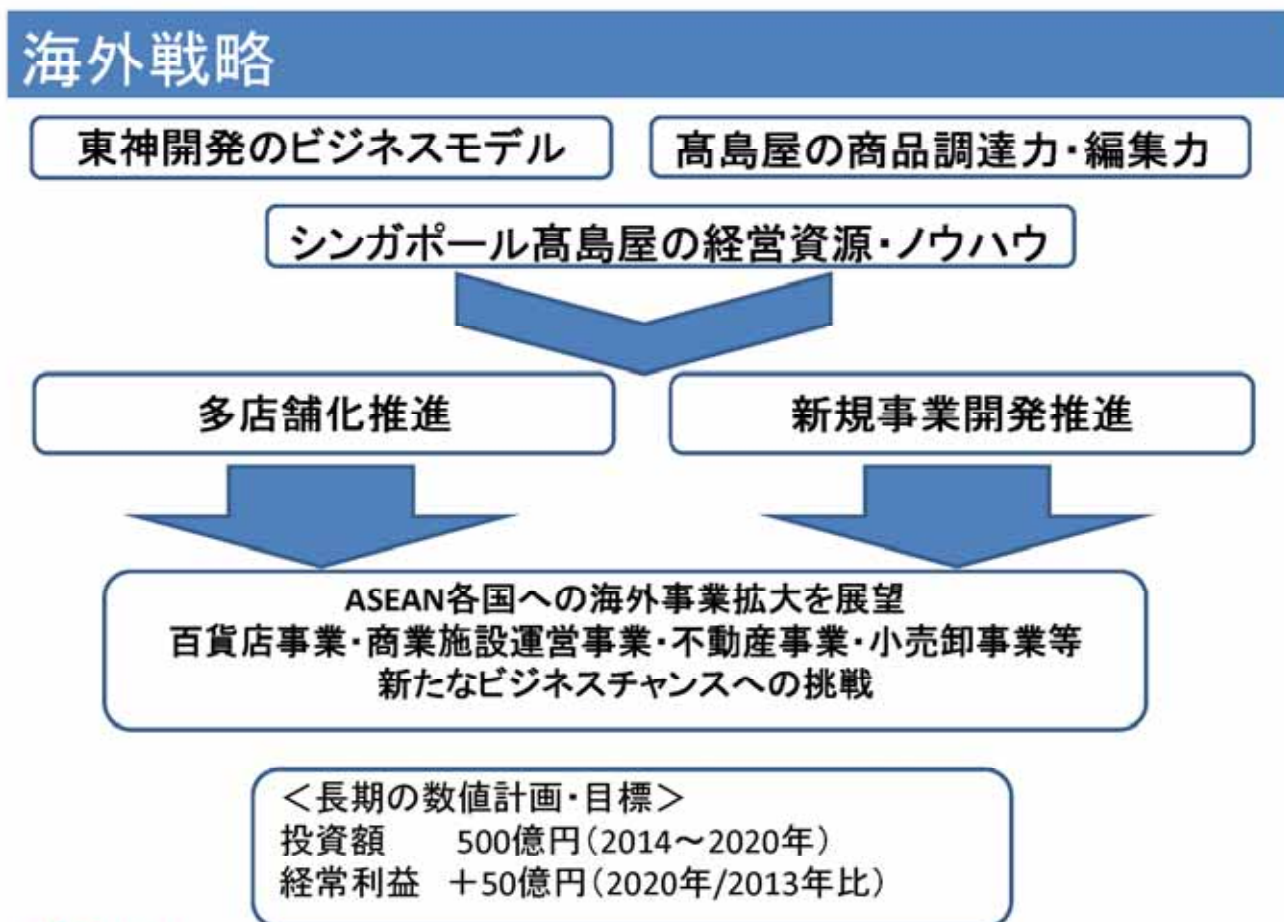 海外戦略
東神開発のビジネスモデル
髙島屋の商品調達力・編集力
シンガポール髙島屋の経営資源・ノウハウ
多店舗化推進
新規事業開発推進
ASEAN各国への海外事業拡大を展望
百貨店事業・商業施設運営事業・不動産事業・小売卸事業等
新たなビジネスチャンスへの挑戦
＜長期の数値計画・目標＞
投資額　　500億円（2014～2020年）
経常利益　＋50億円（2020年/2013年比）